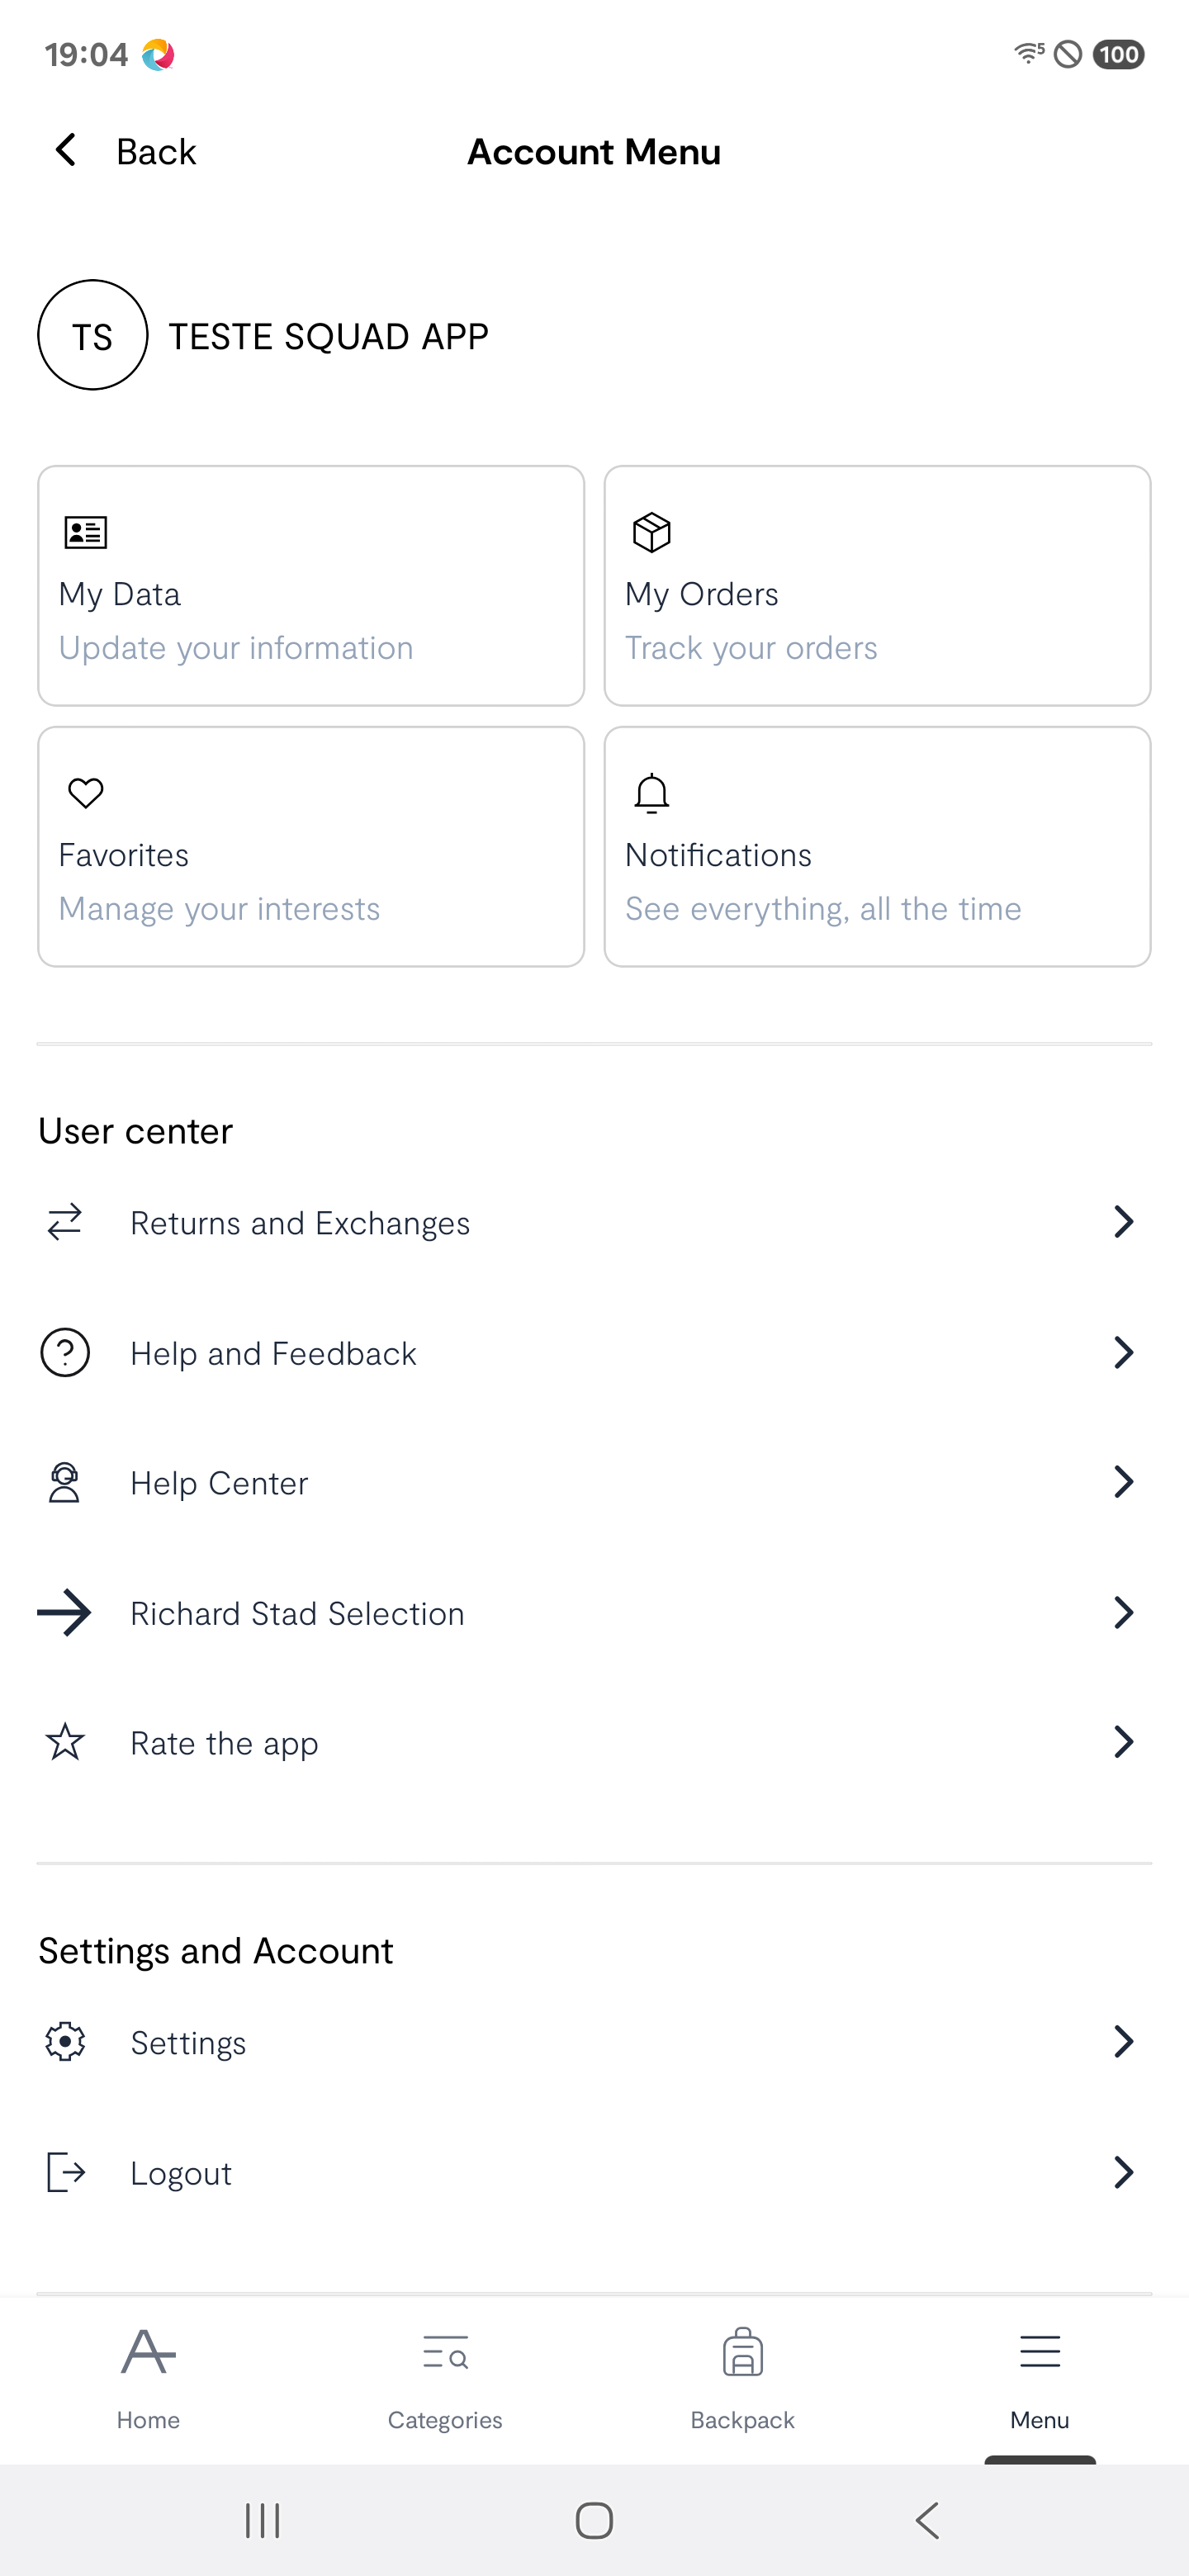 19:04
5
100
Back
Account Menu
TS
TESTE SQUAD APP
My Data
Update your information
My Orders
Track your orders
Favorites
Manage your interests
Notifications
See everything, all the time
User center
Returns and Exchanges
Help and Feedback
Help Center
Richard Stad Selection
Rate the app
Settings and Account
Settings
Logout
Home
Categories
Backpack
Menu